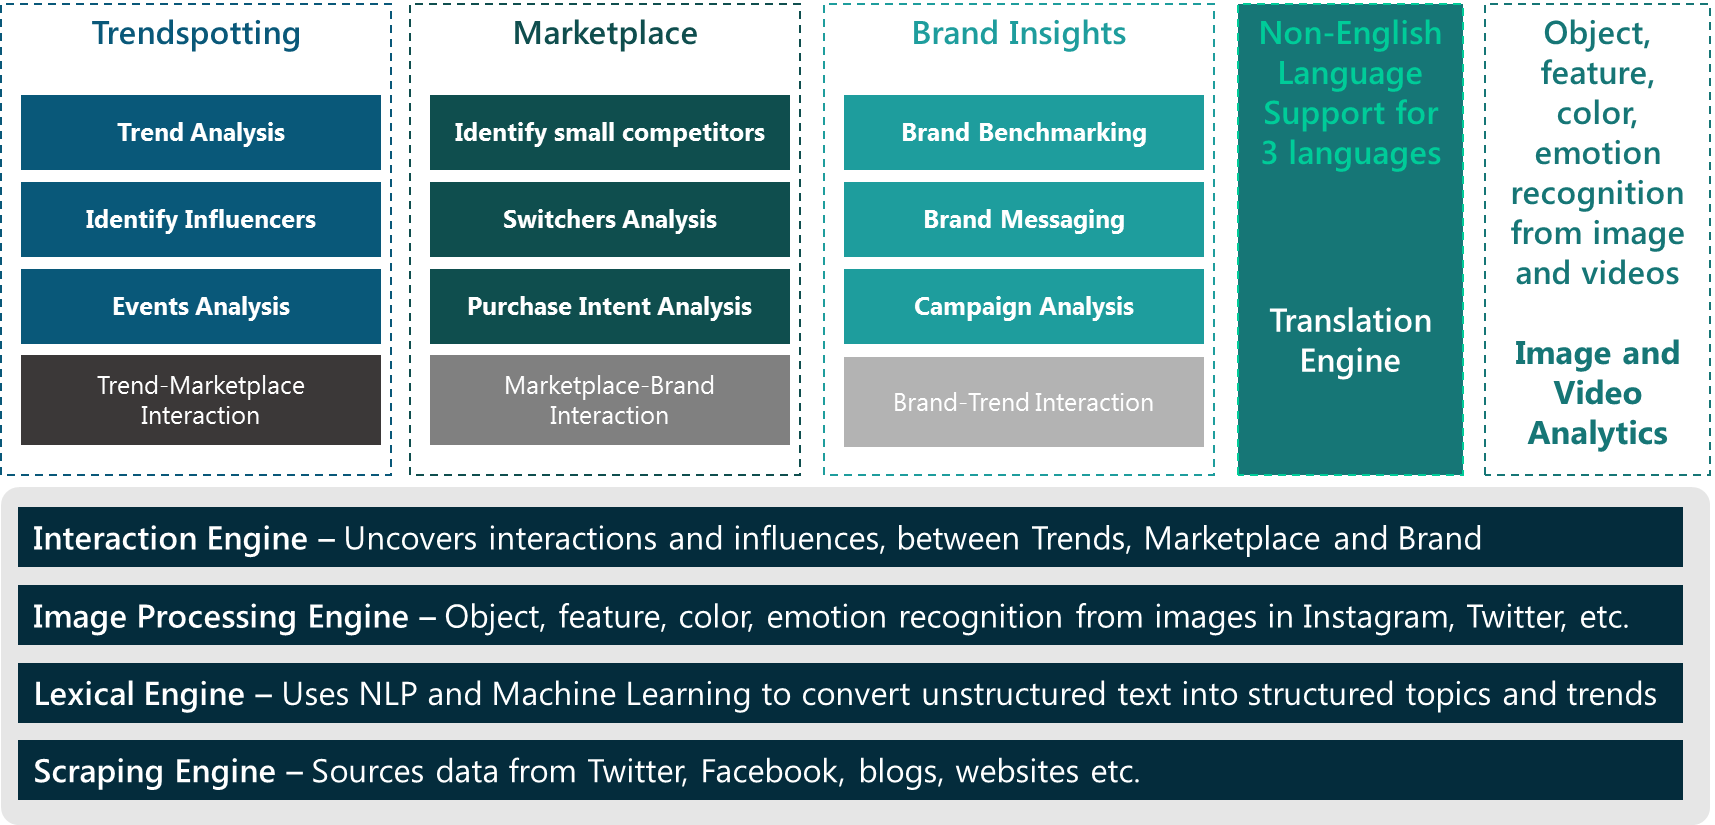 Trendspotting
Trend Analysis
Identify Influencers
Events Analysis
Trend-Marketplace
Interaction
Marketplace
Identify small competitors
Switchers Analysis
Purchase Intent Analysis
Marketplace-Brand
Interaction
Brand Insights
Brand Benchmarking
Brand Messaging
Campaign Analysis
Brand-Trend Interaction
Non-English
Language
Support for
3 languages
Translation
Engine
Object,
feature,
color,
emotion
recognition
from image
and videos
Image and
Video
Analytics
Interaction Engine – Uncovers interactions and influences, between Trends, Marketplace and Brand
Image Processing Engine – Object, feature, color, emotion recognition from images in Instagram, Twitter, etc.
Lexical Engine – Uses NLP and Machine Learning to convert unstructured text into structured topics and trends
Scraping Engine – Sources data from Twitter, Facebook, blogs, websites etc.